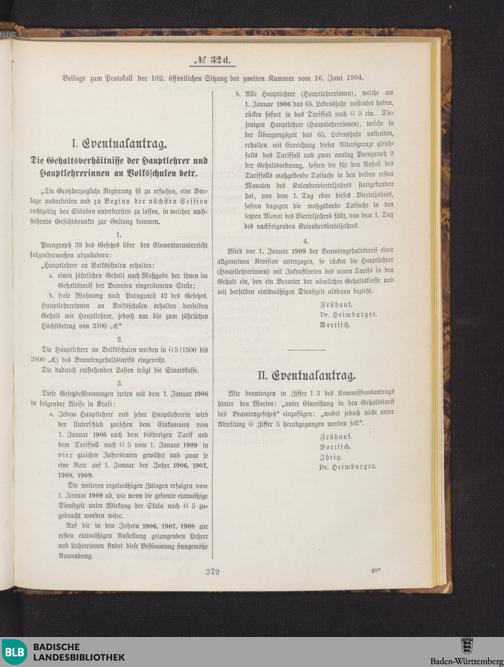 № 32d.
Beilage zum Protokoll der 102. öffentlichen Sitzung der zweiten Kammer vom 16. Juni 1904.
I. Eventualantrag.
Die Gehaltsverhältnisse der Hauptlehrer und
Hauptlehrerinnen an Volksschulen betr.
„Die Großherzogliche Regierung ist zu ersuchen, eine Vor-
lage ausarbeiten und zu Beginn der nächsten Session
rechtzeitig den Ständen unterbreiten zu lassen, in welcher nach-
stehende Gesichtspunkte zur Geltung kommen.
1.
Paragraph 39 des Gesetzes über den Elementarunterricht
folgendermaßen abzuändern:
„Hauptlehrer an Volksschulen erhalten:
a. einen jährlichen Gehalt nach Maßgabe der ihnen im
Gehaltstarif der Beamten eingeräumten Stelle;
b. freie Wohnung nach Paragraph 42 des Gesetzes.
Hauptlehrerinnen an Volksschulen erhalten denselben
Gehalt wie Hauptlehrer, jedoch nur bis zum jährlichen
Höchstbetrag von 2100 ℳ“
2.
Die Hauptlehrer an Volksschulen werden in G 5 (1500 bis
2800 ℳ) des Beamtengehaltstarifs eingereiht.
Die dadurch entstehenden Lasten trägt die Staatskasse.
3.
Diese Gesetzbestimmungen treten mit dem 1. Januar 1906
in folgender Weise in Kraft:
a. Jedem Hauptlehrer und jeder Hauptlehrerin wird
der Unterschied zwischen dem Einkommen vom
1. Januar 1906 nach dem bisherigen Tarif und
dem Tarifsoll nach G 5 vom 1. Januar 1909 in
vier gleichen Jahresraten gewährt und zwar je
eine Rate auf 1. Januar der Jahre 1906, 1907,
1908, 1909.
Die weiteren regelmäßigen Zulagen erfolgen vom
1. Januar 1909 ab, wie wenn die gesamte etatmäßige
Dienstzeit unter Wirkung der Skala nach G 5 zu-
gebracht worden wäre.
Auf die in den Jahren 1906, 1907, 1908 zur
ersten etatmäßigen Anstellung gelangenden Lehrer
und Lehrerinnen findet diese Bestimmung sinngemäße
Anwendung.
b. Alle Hauptlehrer (Hauptlehrerinnen), welche am
1. Januar 1906 das 65. Lebensjahr vollendet haben,
rücken sofort in das Tarifsoll nach G 5 ein. Die-
jenigen Hauptlehrer (Hauptlehrerinnen), welche in
der Übergangszeit das 65. Lebensjahr vollenden,
erhalten mit Erreichung dieser Altersgrenze gleich-
falls das Tarifsoll und zwar analog Paragraph 9
der Gehaltsordnung, sofern die für den Anfall des
Tarifsolls maßgebende Tatsache in den beiden ersten
Monaten des Kalendervierteljahres stattgefunden
hat, von dem 1. Tag eben dieses Vierteljahres,
sofern dagegen die maßgebende Tatsache in den
letzten Monat des Vierteljahres fällt, von dem 1. Tag
des nachfolgenden Kalendervierteljahres.
4.
Wird vor 1. Januar 1909 der Beamtengehaltstarif einer
allgemeinen Revision unterzogen, so rücken die Hauptlehrer
(Hauptlehrerinnen) mit Inkrafttreten des neuen Tarifs in den
Gehalt ein, den ein Beamter der nämlichen Gehaltsklasse und
mit derselben etatmäßigen Dienstzeit alsdann bezieht.
Frühauf.
Dr. Heimburger.
Vortisch.
II. Eventualantrag.
Wir beantragen in Ziffer I 3 des Kommissionsantrags
hinter den Worten: „unter Einreihung in den Gehaltstarif
des Beamtengesetzes“ einzufügen: „wobei jedoch nicht unter
Abteilung G Ziffer 5 herabgegangen werden soll“.
Frühauf.
Vortisch.
Ihrig.
Dr. Heimburger.
379
BLB BADISCHE
LANDESBIBLIOTHEK
Baden-Württemberg